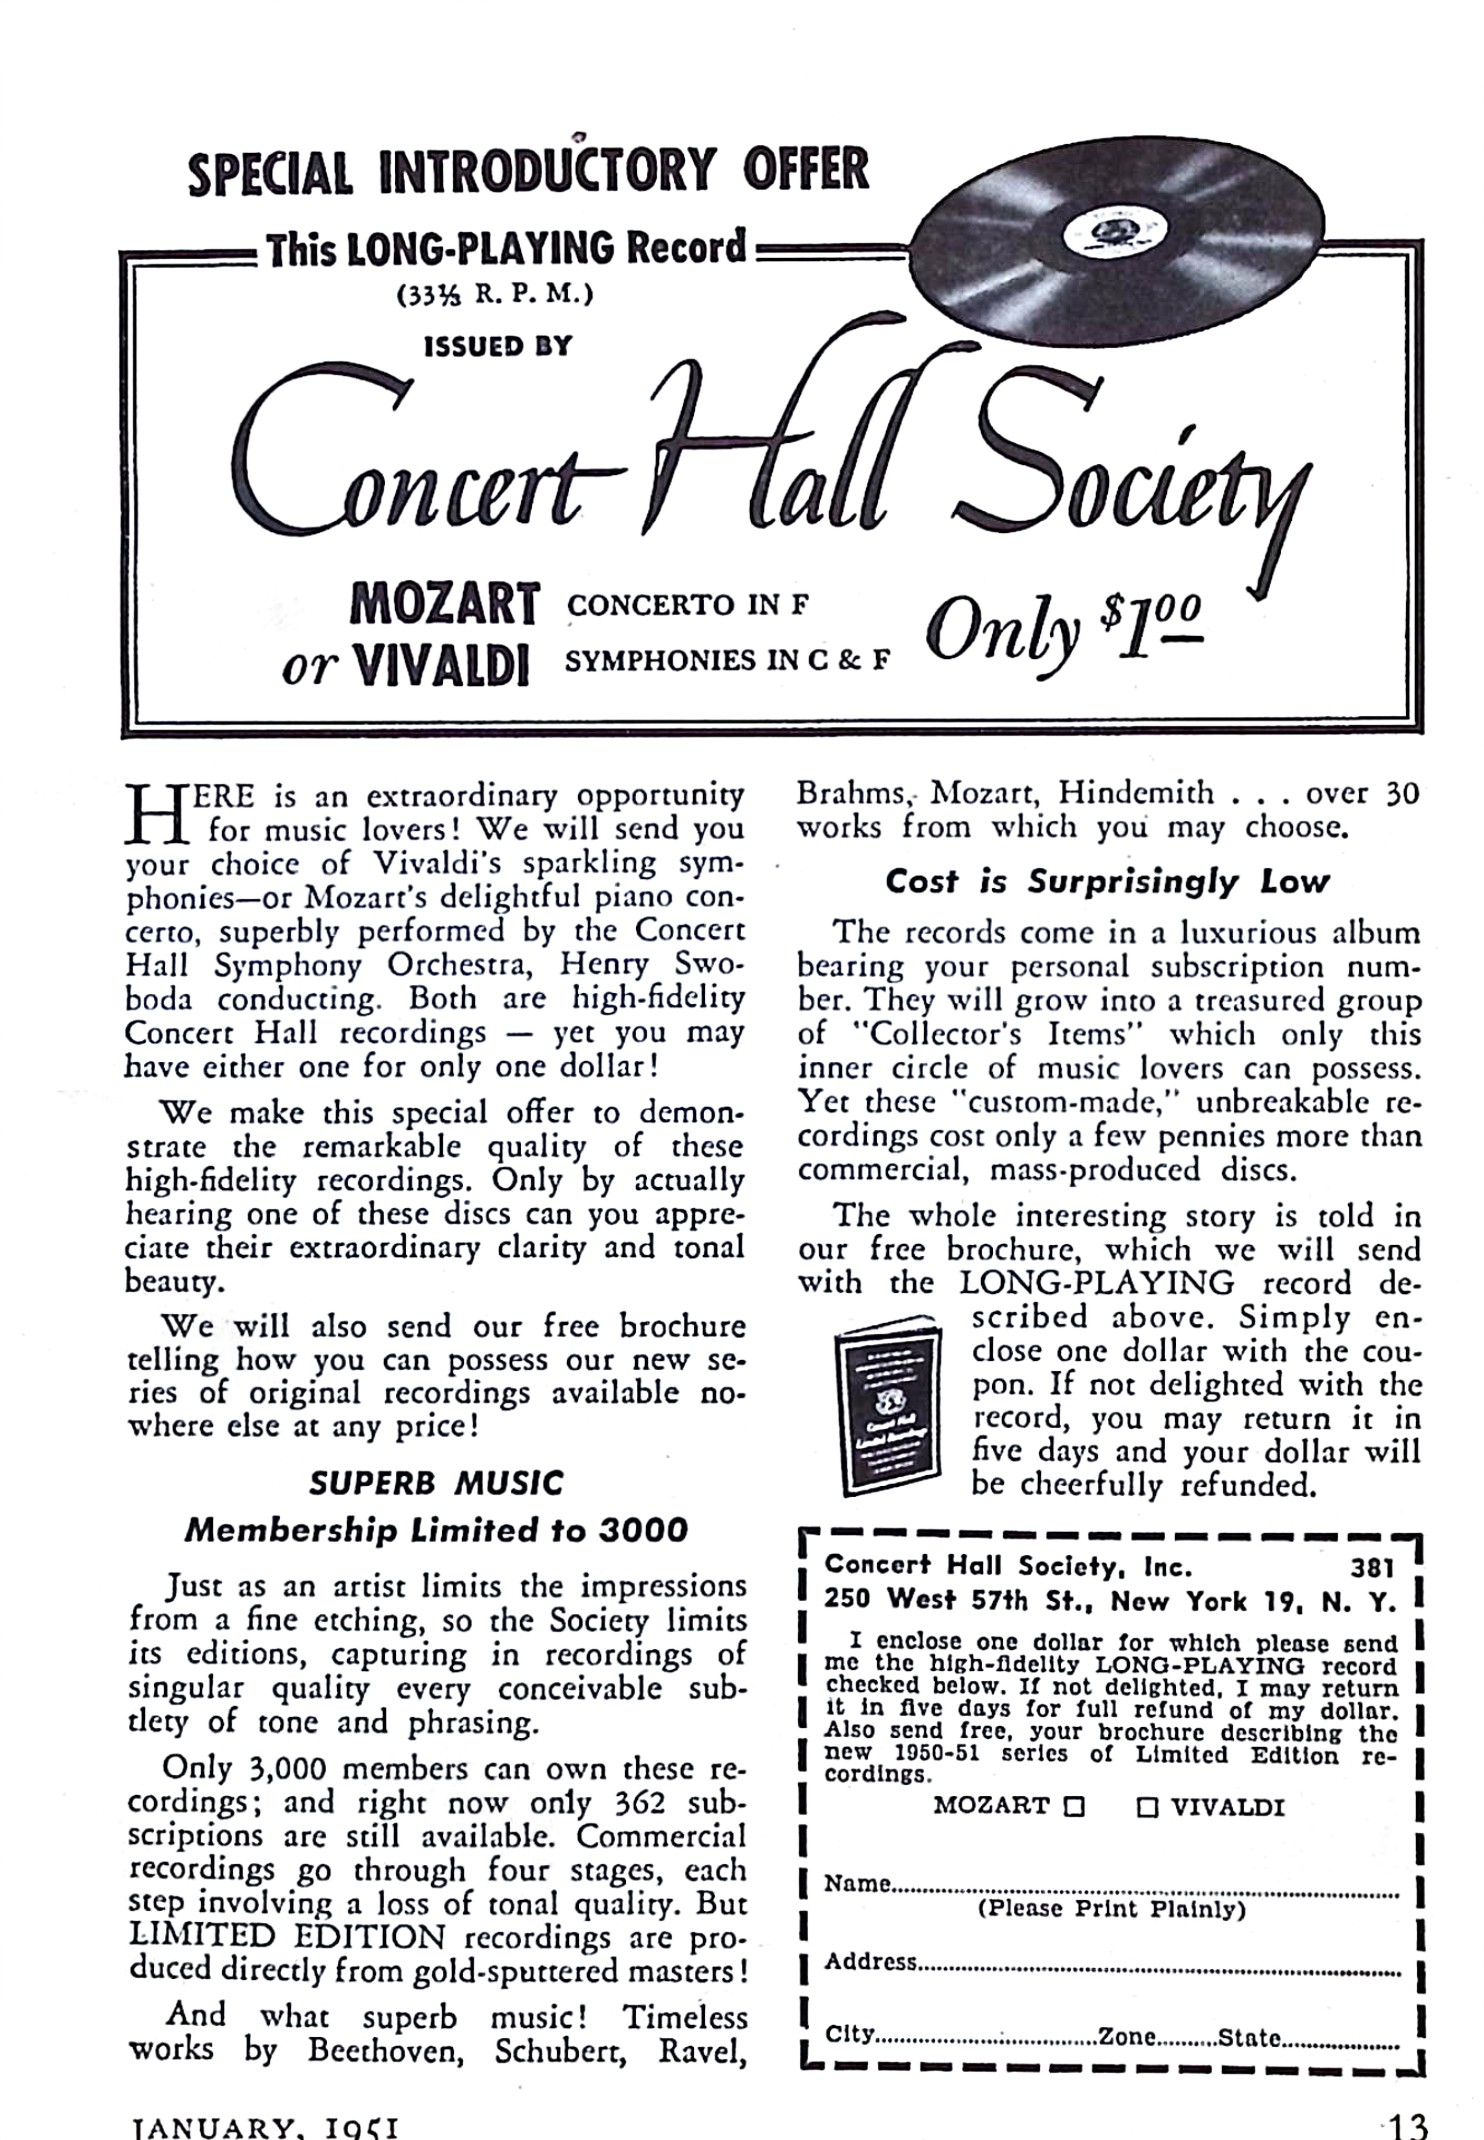 SPECIAL INTRODUCTORY OFFER
This LONG-PLAYING Record
(33⅓ R. P. M.)
ISSUED BY
Concert Hall Society
MOZART CONCERTO IN F
or VIVALDI SYMPHONIES IN C & F
Only $1.00
HERE is an extraordinary opportunity
for music lovers! We will send you
your choice of Vivaldi's sparkling sym-
phonies—or Mozart's delightful piano con-
certo, superbly performed by the Concert
Hall Symphony Orchestra, Henry Swo-
boda conducting. Both are high-fidelity
Concert Hall recordings — yet you may
have either one for only one dollar!
We make this special offer to demon-
strate the remarkable quality of these
high-fidelity recordings. Only by actually
hearing one of these discs can you appre-
ciate their extraordinary clarity and tonal
beauty.
We will also send our free brochure
telling how you can possess our new se-
ries of original recordings available no-
where else at any price!
SUPERB MUSIC
Membership Limited to 3000
Just as an artist limits the impressions
from a fine etching, so the Society limits
its editions, capturing in recordings of
singular quality every conceivable sub-
tlety of tone and phrasing.
Only 3,000 members can own these re-
cordings; and right now only 362 sub-
scriptions are still available. Commercial
recordings go through four stages, each
step involving a loss of tonal quality. But
LIMITED EDITION recordings are pro-
duced directly from gold-sputtered masters!
And what superb music! Timeless
works by Beethoven, Schubert, Ravel,
Brahms, Mozart, Hindemith . . . over 30
works from which you may choose.
Cost is Surprisingly Low
The records come in a luxurious album
bearing your personal subscription num-
ber. They will grow into a treasured group
of "Collector's Items" which only this
inner circle of music lovers can possess.
Yet these "custom-made," unbreakable re-
cordings cost only a few pennies more than
commercial, mass-produced discs.
The whole interesting story is told in
our free brochure, which we will send
with the LONG-PLAYING record de-
scribed above. Simply en-
close one dollar with the cou-
pon. If not delighted with the
record, you may return it in
five days and your dollar will
be cheerfully refunded.
Concert Hall Society, Inc. 381
250 West 57th St., New York 19, N. Y.
I enclose one dollar for which please send
me the high-fidelity LONG-PLAYING record
checked below. If not delighted, I may return
it in five days for full refund of my dollar.
Also send free, your brochure describing the
new 1950-51 series of Limited Edition re-
cordings.
MOZART ☐ ☐ VIVALDI
Name
(Please Print Plainly)
Address
City Zone State
JANUARY, 1951
13